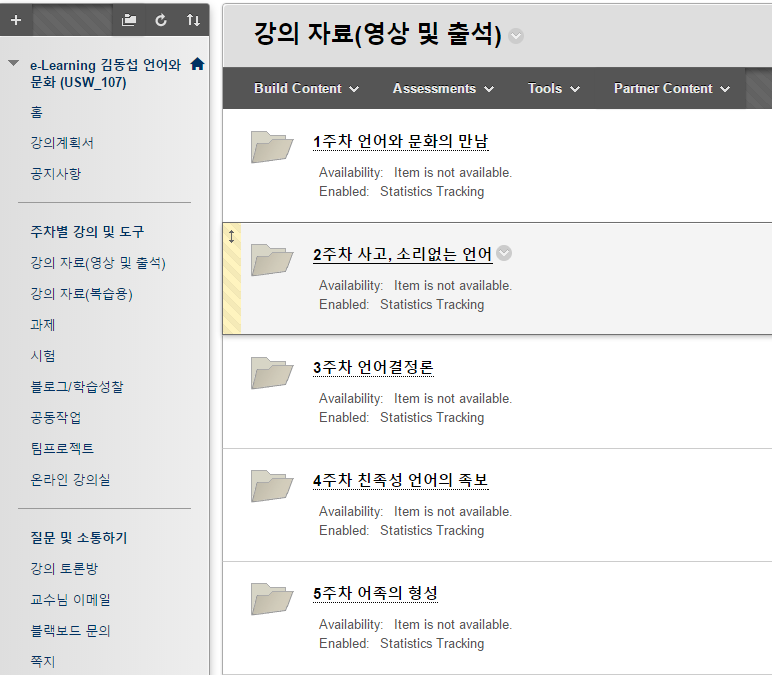 e-Learning 김동섭 언어와
문화 (USW_107)
홈
강의계획서
공지사항
주차별 강의 및 도구
강의 자료(영상 및 출석)
강의 자료(복습용)
과제
시험
블로그/학습성찰
공동작업
팀프로젝트
온라인 강의실
질문 및 소통하기
강의 토론방
교수님 이메일
블랙보드 문의
쪽지
강의 자료(영상 및 출석)
Build Content
Assessments
Tools
Partner Content
1주차 언어와 문화의 만남
Availability: Item is not available.
Enabled: Statistics Tracking
2주차 사고, 소리없는 언어
Availability: Item is not available.
Enabled: Statistics Tracking
3주차 언어결정론
Availability: Item is not available.
Enabled: Statistics Tracking
4주차 친족성 언어의 족보
Availability: Item is not available.
Enabled: Statistics Tracking
5주차 어족의 형성
Availability: Item is not available.
Enabled: Statistics Tracking